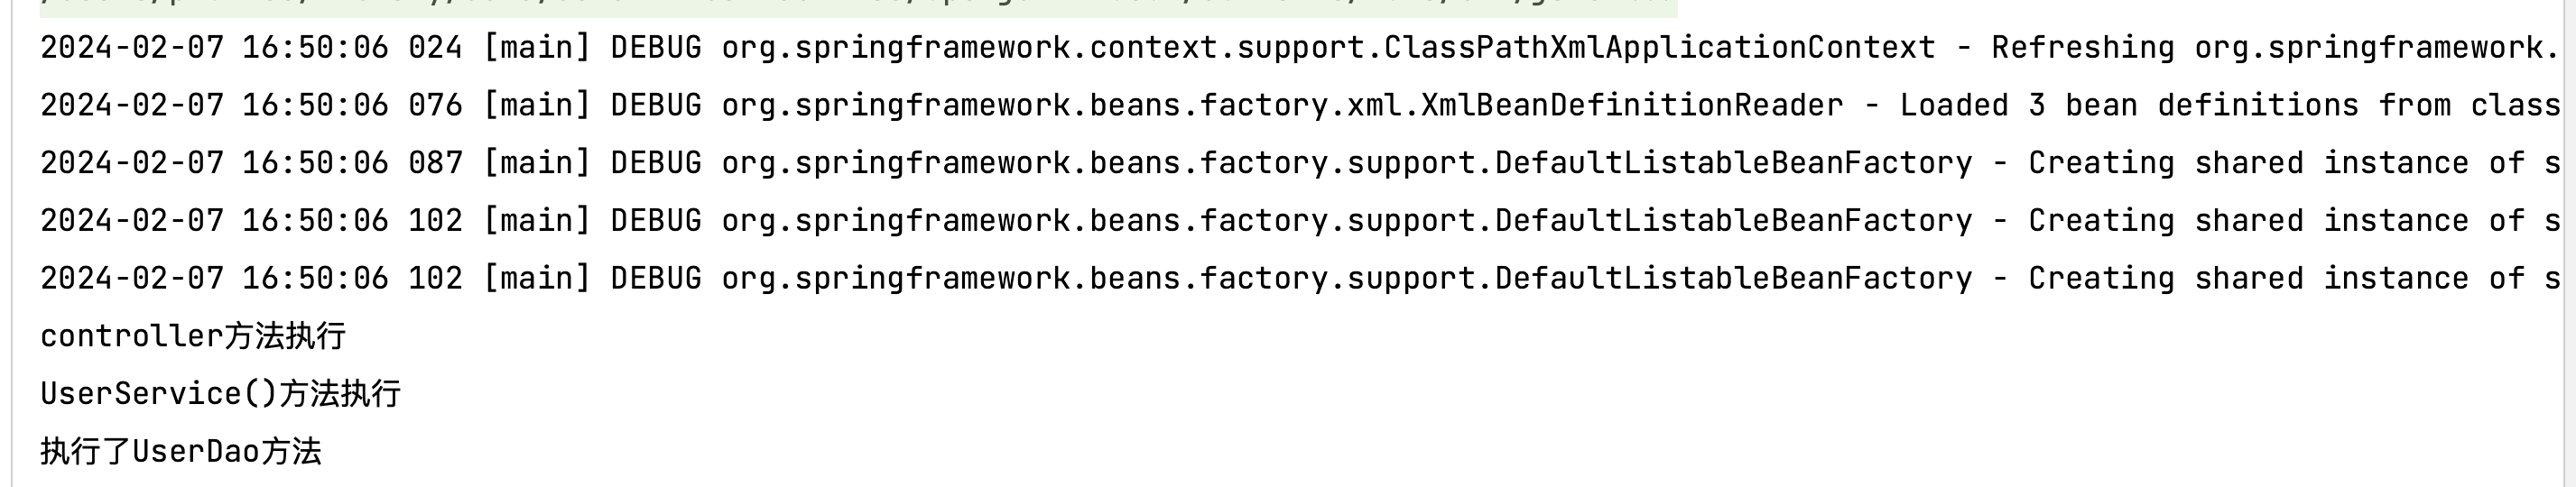 2024-02-07 16:50:06 024 [main] DEBUG org.springframework.context.support.ClassPathXmlApplicationContext - Refreshing org.springframework.
2024-02-07 16:50:06 076 [main] DEBUG org.springframework.beans.factory.xml.XmlBeanDefinitionReader - Loaded 3 bean definitions from class
2024-02-07 16:50:06 087 [main] DEBUG org.springframework.beans.factory.support.DefaultListableBeanFactory - Creating shared instance of s
2024-02-07 16:50:06 102 [main] DEBUG org.springframework.beans.factory.support.DefaultListableBeanFactory - Creating shared instance of s
2024-02-07 16:50:06 102 [main] DEBUG org.springframework.beans.factory.support.DefaultListableBeanFactory - Creating shared instance of s
controller方法执行
UserService()方法执行
执行了UserDao方法